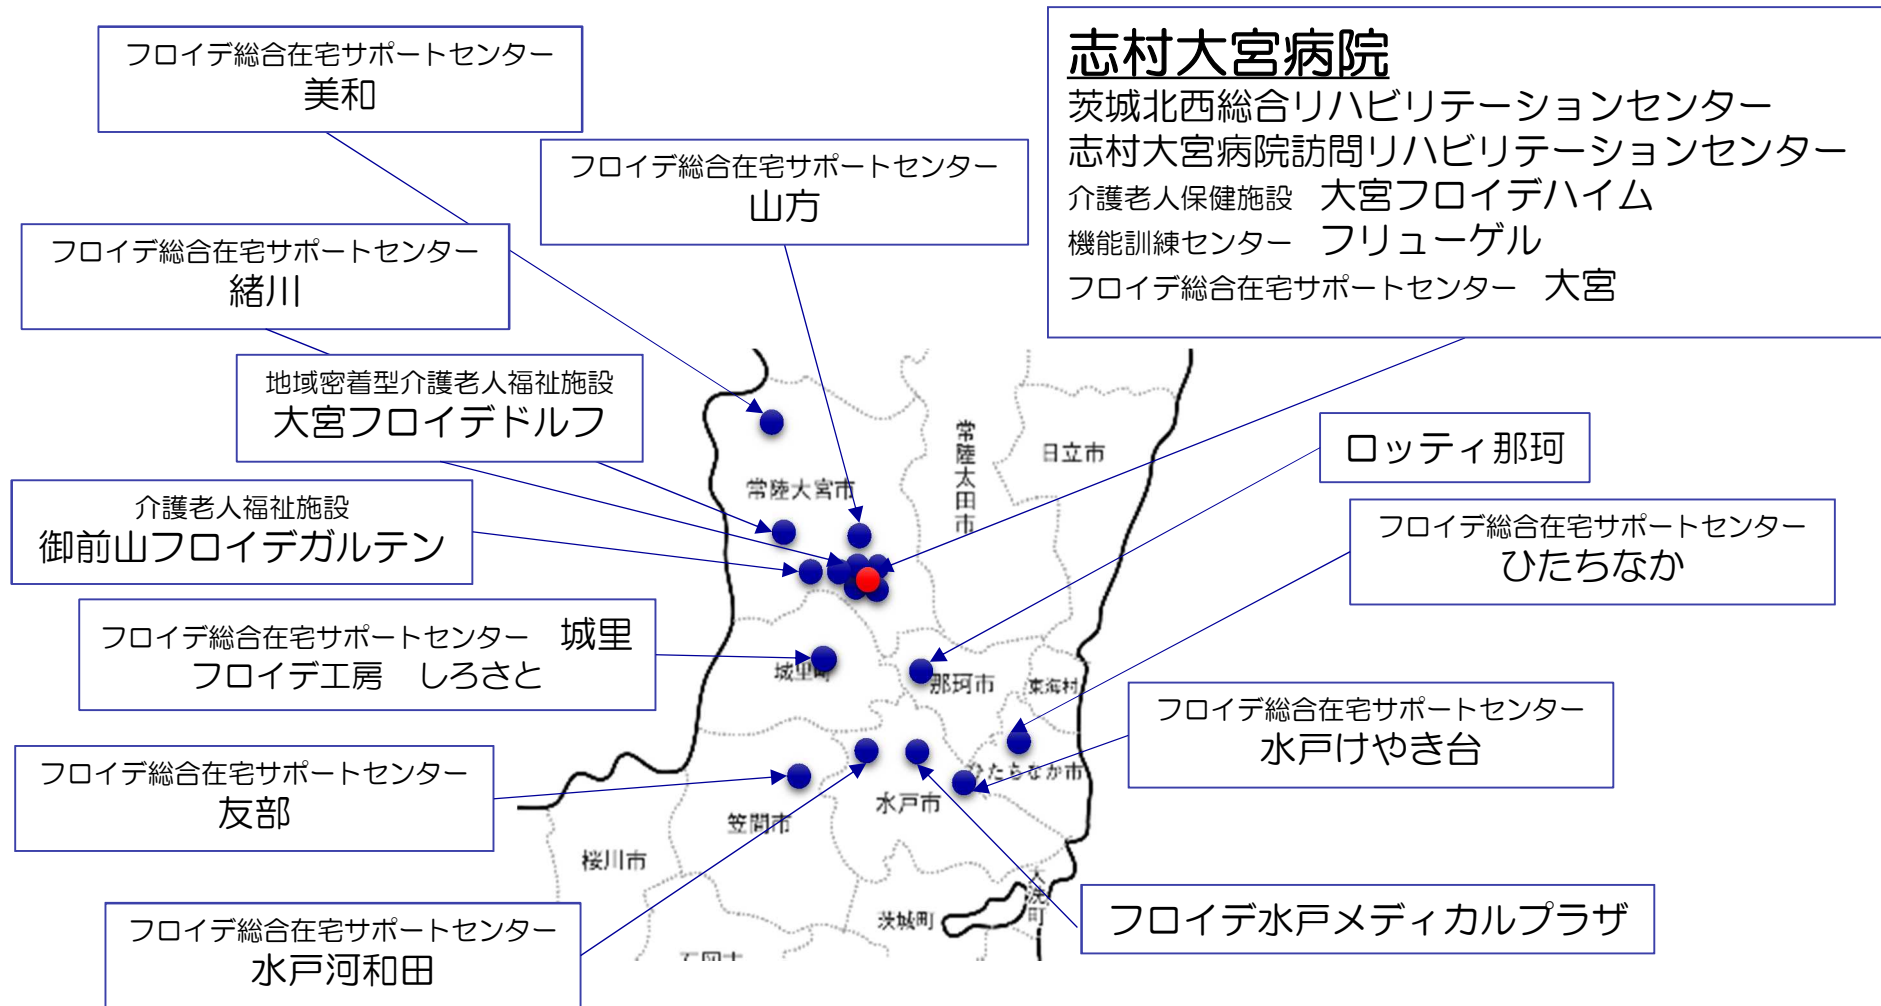 フロイデ総合在宅サポートセンター
美和
フロイデ総合在宅サポートセンター
山方
志村大宮病院
茨城北西総合リハビリテーションセンター
志村大宮病院訪問リハビリテーションセンター
介護老人保健施設　大宮フロイデハイム
機能訓練センター　フリューゲル
フロイデ総合在宅サポートセンター　大宮
フロイデ総合在宅サポートセンター
緒川
地域密着型介護老人福祉施設
大宮フロイデドルフ
介護老人福祉施設
御前山フロイデガルテン
フロイデ総合在宅サポートセンター　城里
フロイデ工房　しろさと
フロイデ総合在宅サポートセンター
友部
フロイデ総合在宅サポートセンター
水戸河和田
ロッティ那珂
フロイデ総合在宅サポートセンター
ひたちなか
フロイデ総合在宅サポートセンター
水戸けやき台
フロイデ水戸メディカルプラザ
常陸大宮市
常陸太田市
日立市
城里町
那珂市
東海村
ひたちなか市
水戸市
笠間市
桜川市
茨城町
大洗町